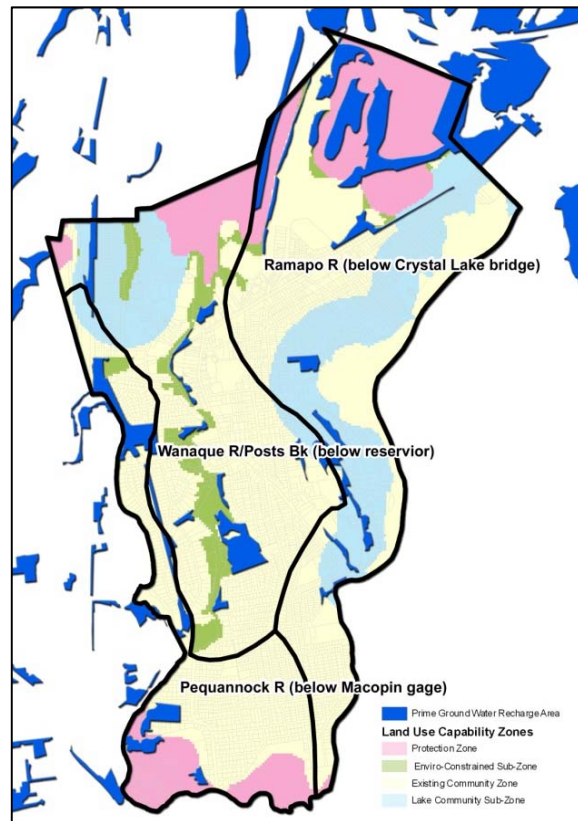 Ramapo R (below Crystal Lake bridge)
Wanaque R/Posts Bk (below reservior)
Pequannock R (below Macopin gage)
Prime Ground Water Recharge Area
Land Use Capability Zones
Protection Zone
Enviro-Constrained Sub-Zone
Existing Community Zone
Lake Community Sub-Zone